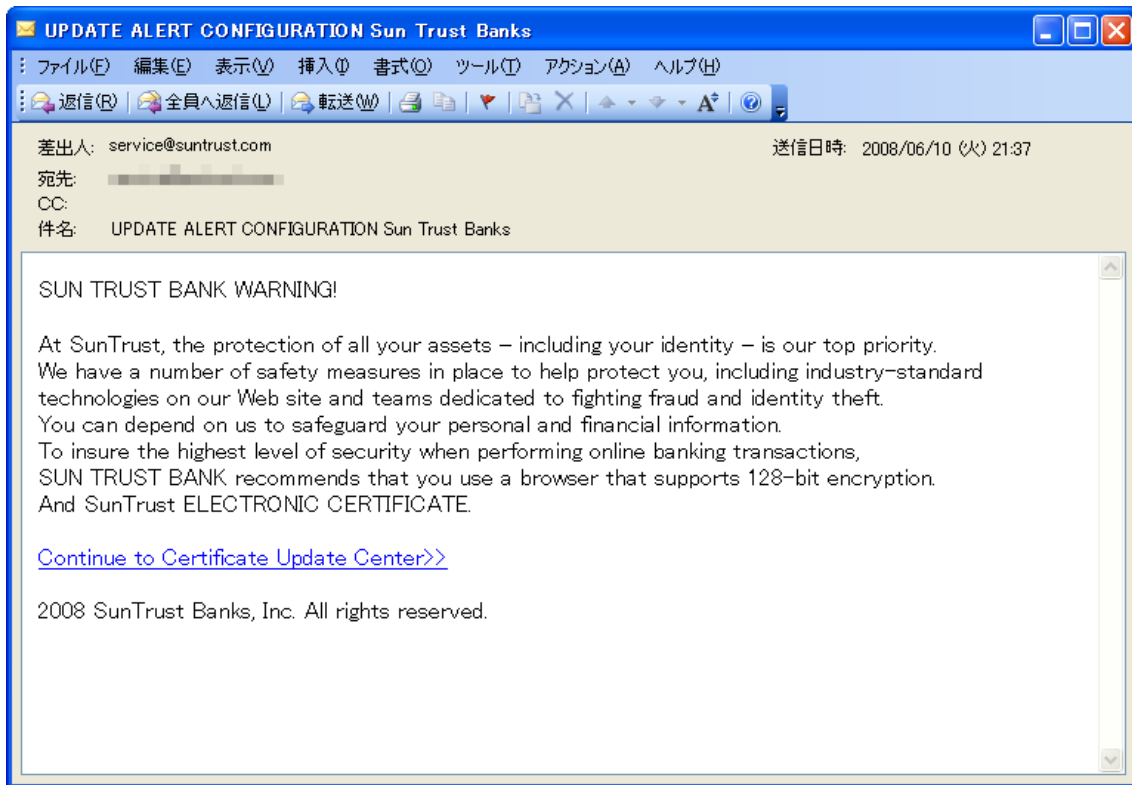 UPDATE ALERT CONFIGURATION Sun Trust Banks
ファイル(F) 編集(E) 表示(V) 挿入(I) 書式(O) ツール(T) アクション(A) ヘルプ(H)
返信(R) 全員へ返信(L) 転送(W)
差出人: service@suntrust.com 送信日時: 2008/06/10 (火) 21:37
宛先:
CC:
件名: UPDATE ALERT CONFIGURATION Sun Trust Banks
SUN TRUST BANK WARNING!
At SunTrust, the protection of all your assets – including your identity – is our top priority.
We have a number of safety measures in place to help protect you, including industry-standard
technologies on our Web site and teams dedicated to fighting fraud and identity theft.
You can depend on us to safeguard your personal and financial information.
To insure the highest level of security when performing online banking transactions,
SUN TRUST BANK recommends that you use a browser that supports 128-bit encryption.
And SunTrust ELECTRONIC CERTIFICATE.
Continue to Certificate Update Center>>
2008 SunTrust Banks, Inc. All rights reserved.